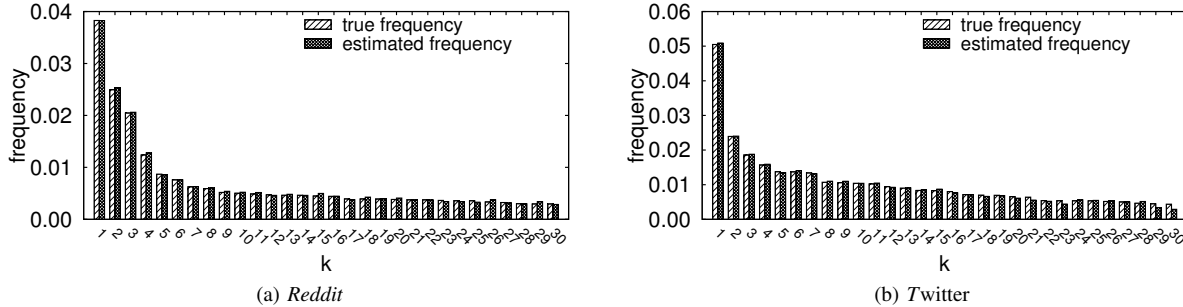 0.04
0.03
0.02
0.01
0.00
frequency
true frequency
estimated frequency
1 2 3 4 5 6 7 8 9 10 11 12 13 14 15 16 17 18 19 20 21 22 23 24 25 26 27 28 29 30
k
(a) Reddit
0.06
0.05
0.04
0.03
0.02
0.01
0.00
frequency
true frequency
estimated frequency
1 2 3 4 5 6 7 8 9 10 11 12 13 14 15 16 17 18 19 20 21 22 23 24 25 26 27 28 29 30
k
(b) Twitter